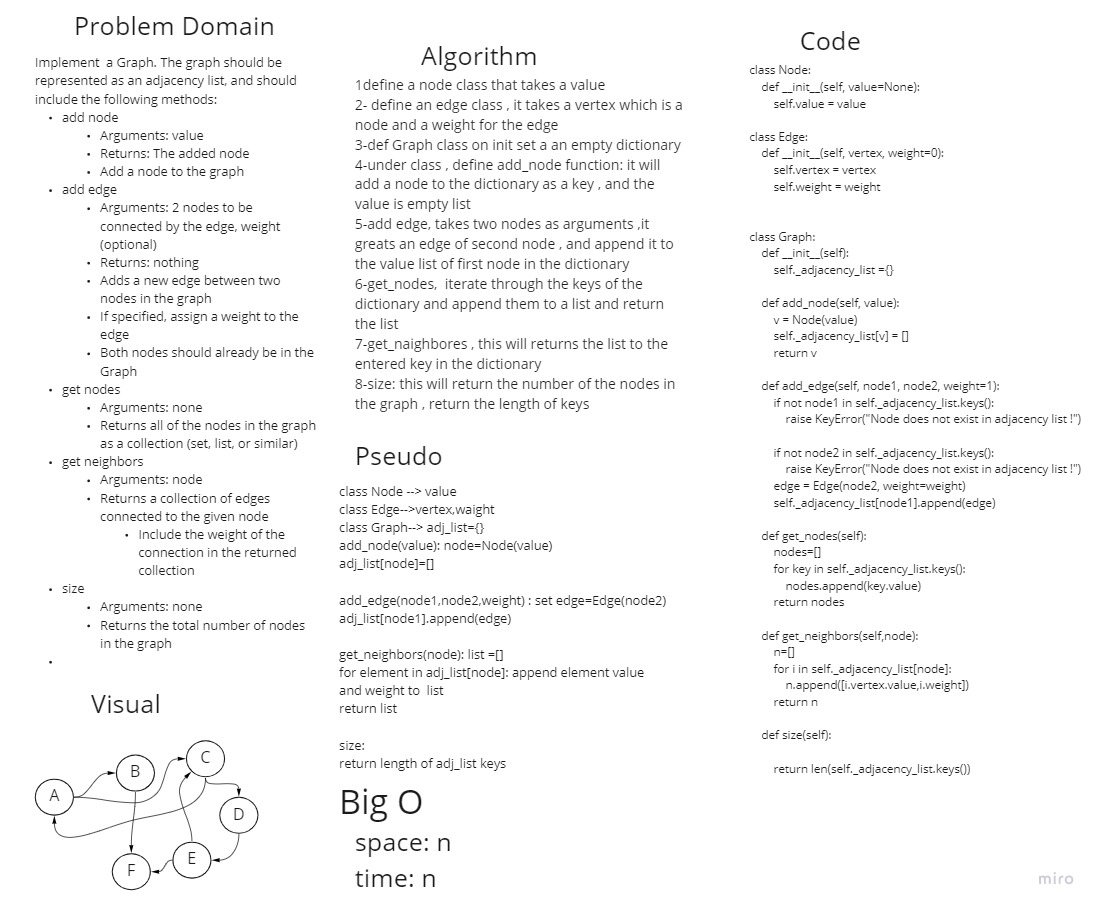 Problem Domain
Implement  a Graph. The graph should be
represented as an adjacency list, and should
include the following methods:
• add node
• Arguments: value
• Returns: The added node
• Add a node to the graph
• add edge
• Arguments: 2 nodes to be
connected by the edge, weight
(optional)
• Returns: nothing
• Adds a new edge between two
nodes in the graph
• If specified, assign a weight to the
edge
• Both nodes should already be in the
Graph
• get nodes
• Arguments: none
• Returns all of the nodes in the graph
as a collection (set, list, or similar)
• get neighbors
• Arguments: node
• Returns a collection of edges
connected to the given node
• Include the weight of the
connection in the returned
collection
• size
• Arguments: none
• Returns the total number of nodes
in the graph
•
Visual
A
B
C
D
E
F
Algorithm
1define a node class that takes a value
2- define an edge class , it takes a vertex which is a
node and a weight for the edge
3-def Graph class on init set a an empty dictionary
4-under class , define add_node function: it will
add a node to the dictionary as a key , and the
value is empty list
5-add edge, takes two nodes as arguments ,it
greats an edge of second node , and append it to
the value list of first node in the dictionary
6-get_nodes,  iterate through the keys of the
dictionary and append them to a list and return
the list
7-get_naighbores , this will returns the list to the
entered key in the dictionary
8-size: this will return the number of the nodes in
the graph , return the length of keys
Pseudo
class Node --> value
class Edge-->vertex,waight
class Graph--> adj_list={}
add_node(value): node=Node(value)
adj_list[node]=[]
add_edge(node1,node2,weight) : set edge=Edge(node2)
adj_list[node1].append(edge)
get_neighbors(node): list =[]
for element in adj_list[node]: append element value
and weight to  list
return list
size:
return length of adj_list keys
Big O
space: n
time: n
Code
class Node:
def __init__(self, value=None):
self.value = value
class Edge:
def __init__(self, vertex, weight=0):
self.vertex = vertex
self.weight = weight
class Graph:
def __init__(self):
self._adjacency_list ={}
def add_node(self, value):
v = Node(value)
self._adjacency_list[v] = []
return v
def add_edge(self, node1, node2, weight=1):
if not node1 in self._adjacency_list.keys():
raise KeyError("Node does not exist in adjacency list !")
if not node2 in self._adjacency_list.keys():
raise KeyError("Node does not exist in adjacency list !")
edge = Edge(node2, weight=weight)
self._adjacency_list[node1].append(edge)
def get_nodes(self):
nodes=[]
for key in self._adjacency_list.keys():
nodes.append(key.value)
return nodes
def get_neighbors(self,node):
n=[]
for i in self._adjacency_list[node]:
n.append([i.vertex.value,i.weight])
return n
def size(self):
return len(self._adjacency_list.keys())
miro